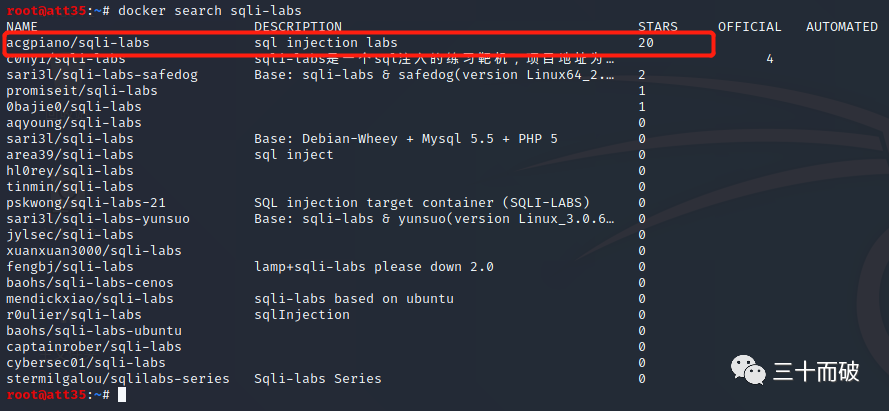 root@att35:~# docker search sqli-labs
NAME DESCRIPTION STARS OFFICIAL AUTOMATED
acgpiano/sqli-labs sql injection labs 20
c0ny1/sqli-labs sqli-labs是一个sql注入的练习靶机，项目地址为… 4
sari3l/sqli-labs-safedog Base: sqli-labs & safedog(version Linux64_2.… 2
promiseit/sqli-labs 1
0bajie0/sqli-labs 1
aqyoung/sqli-labs 0
sari3l/sqli-labs Base: Debian-Wheey + Mysql 5.5 + PHP 5 0
area39/sqli-labs sql inject 0
hl0rey/sqli-labs 0
tinmin/sqli-labs 0
pskwong/sqli-labs-21 SQL injection target container (SQLI-LABS) 0
sari3l/sqli-labs-yunsuo Base: sqli-labs & yunsuo(version Linux_3.0.6… 0
jylsec/sqli-labs 0
xuanxuan3000/sqli-labs 0
fengbj/sqli-labs lamp+sqli-labs please down 2.0 0
baohs/sqli-labs-cenos 0
mendickxiao/sqli-labs sqli-labs based on ubuntu 0
r0ulier/sqli-labs sqlInjection 0
baohs/sqli-labs-ubuntu 0
captainrober/sqli-labs 0
cybersec01/sqli-labs 0
stermilgalou/sqlilabs-series Sqli-labs Series 0
root@att35:~#
三十而破